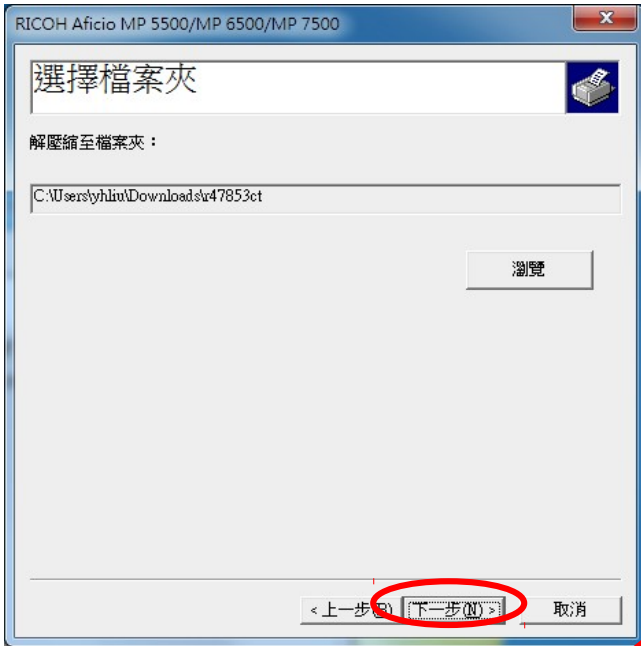 RICOH Aficio MP 5500/MP 6500/MP 7500
選擇檔案夾
解壓縮至檔案夾：
C:\Users\yhliu\Downloads\r47853ct
瀏覽
<上一步(B) 下一步(N)> 取消